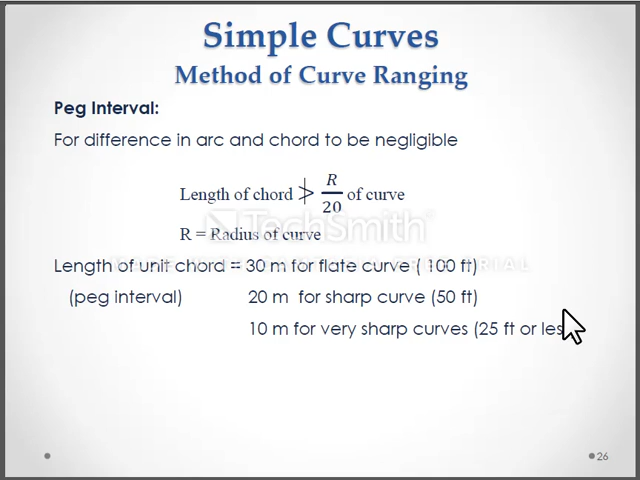 Simple Curves
Method of Curve Ranging
Peg Interval:
For difference in arc and chord to be negligible
Length of chord ≯ R/20 of curve
R = Radius of curve
TechSmith
Length of unit chord = 30 m for flate curve ( 100 ft)
(peg interval) 20 m for sharp curve (50 ft)
10 m for very sharp curves (25 ft or les
26